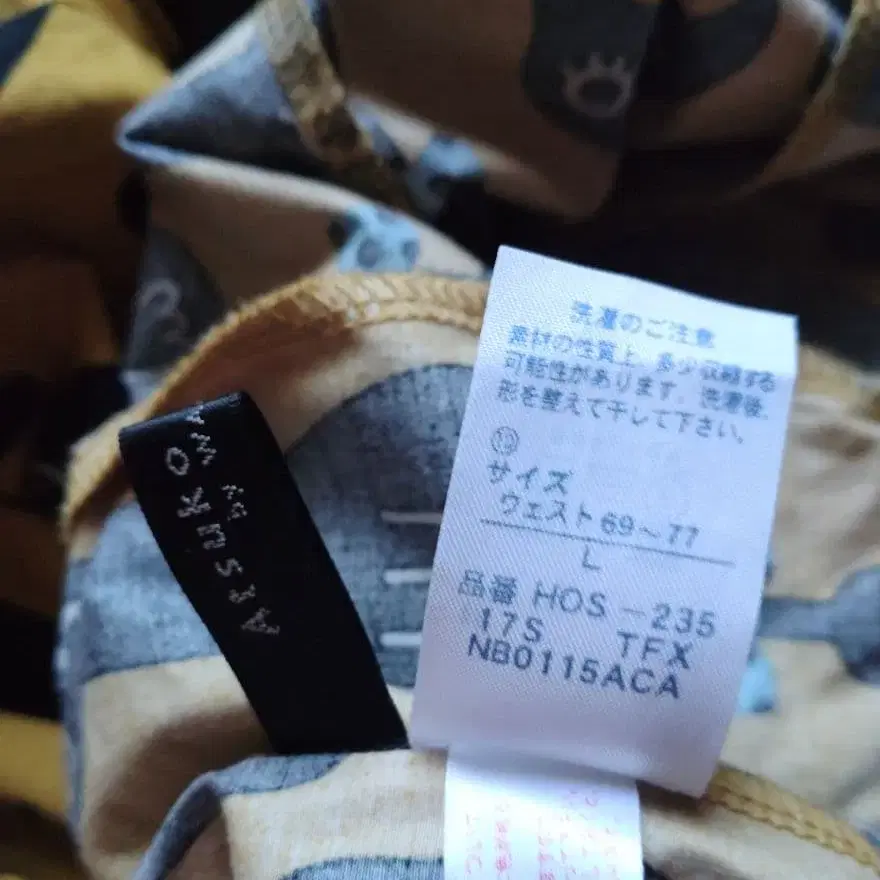 ATSUKO
by
洗濯のご注意
素材の性質上、多少収縮する
可能性があります。洗濯後、
形を整えて干して下さい。
⑲
サイズ
ウェスト69〜77
L
品番 HOS-235
17S TFX
NB0115ACA